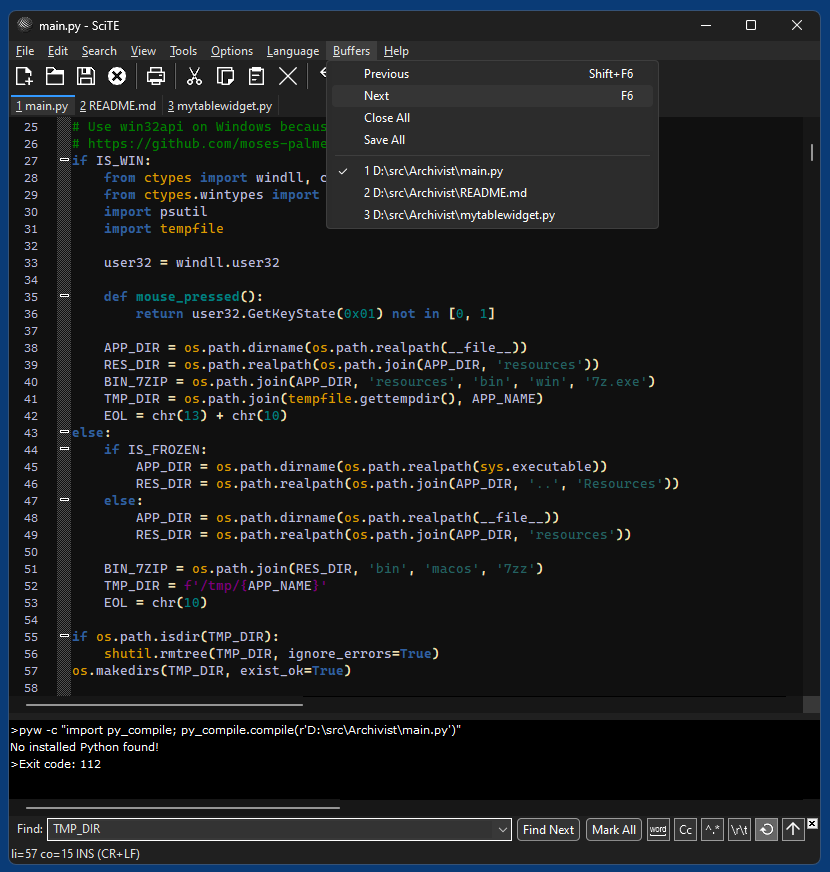 main.py - SciTE
File Edit Search View Tools Options Language Buffers Help
Previous Shift+F6
Next F6
Close All
Save All
1 D:\src\Archivist\main.py
2 D:\src\Archivist\README.md
3 D:\src\Archivist\mytablewidget.py
1 main.py 2 README.md 3 mytablewidget.py
25 # Use win32api on Windows becaus
26 # https://github.com/moses-palme
27 if IS_WIN:
28 from ctypes import windll, c
29 from ctypes.wintypes import
30 import psutil
31 import tempfile
32
33 user32 = windll.user32
34
35 def mouse_pressed():
36 return user32.GetKeyState(0x01) not in [0, 1]
37
38 APP_DIR = os.path.dirname(os.path.realpath(__file__))
39 RES_DIR = os.path.realpath(os.path.join(APP_DIR, 'resources'))
40 BIN_7ZIP = os.path.join(APP_DIR, 'resources', 'bin', 'win', '7z.exe')
41 TMP_DIR = os.path.join(tempfile.gettempdir(), APP_NAME)
42 EOL = chr(13) + chr(10)
43 else:
44 if IS_FROZEN:
45 APP_DIR = os.path.dirname(os.path.realpath(sys.executable))
46 RES_DIR = os.path.realpath(os.path.join(APP_DIR, '..', 'Resources'))
47 else:
48 APP_DIR = os.path.dirname(os.path.realpath(__file__))
49 RES_DIR = os.path.realpath(os.path.join(APP_DIR, 'resources'))
50
51 BIN_7ZIP = os.path.join(RES_DIR, 'bin', 'macos', '7zz')
52 TMP_DIR = f'/tmp/{APP_NAME}'
53 EOL = chr(10)
54
55 if os.path.isdir(TMP_DIR):
56 shutil.rmtree(TMP_DIR, ignore_errors=True)
57 os.makedirs(TMP_DIR, exist_ok=True)
58
>pyw -c "import py_compile; py_compile.compile(r'D:\src\Archivist\main.py')"
No installed Python found!
>Exit code: 112
Find: TMP_DIR Find Next Mark All word Cc ^.* \r\t
li=57 co=15 INS (CR+LF)